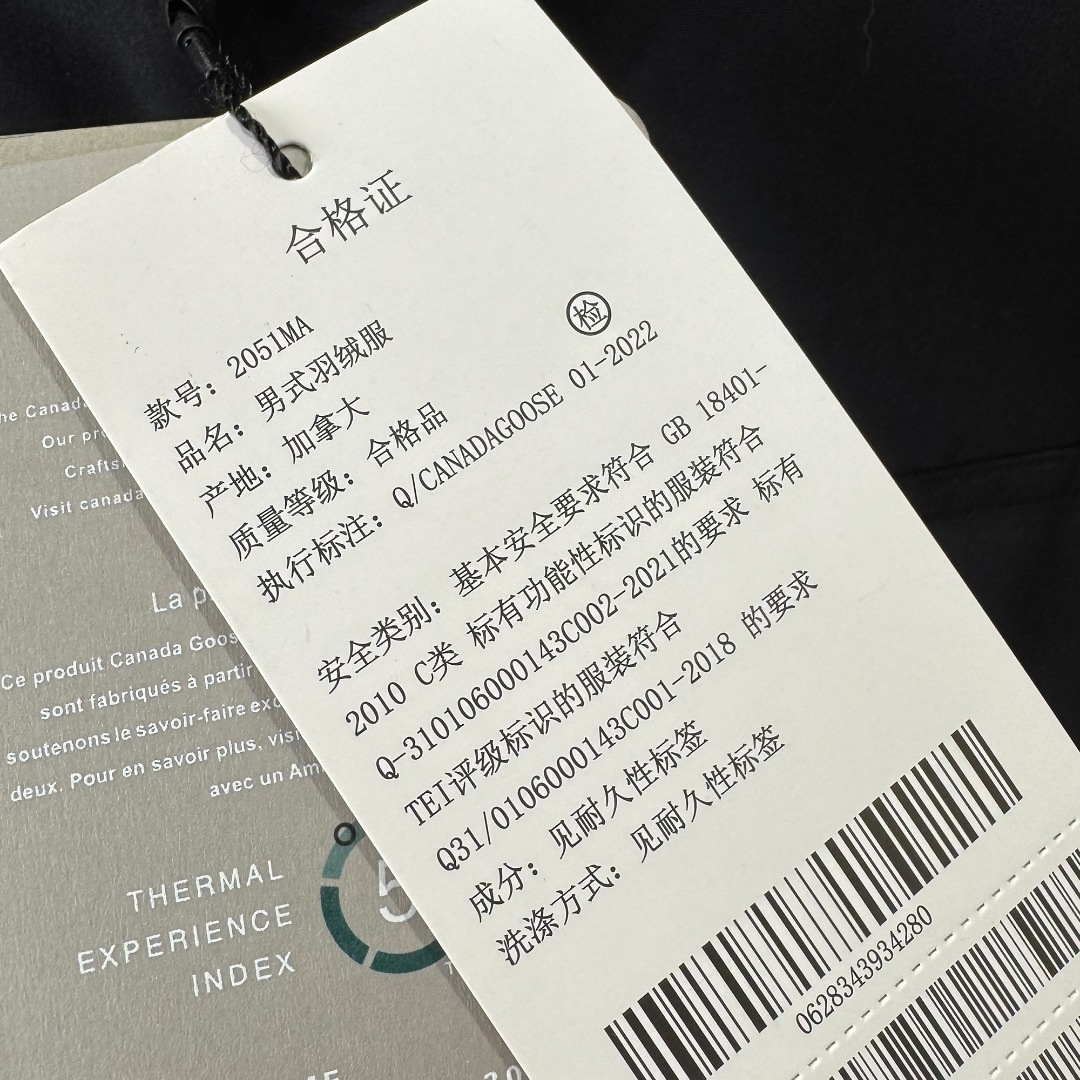 合格证
检
款号: 2051MA
品名: 男式羽绒服
产地: 加拿大
质量等级: 合格品
执行标注: Q/CANADAGOOSE 01-2022
安全类别: 基本安全要求符合 GB 18401-
2010 C类 标有功能性标识的服装符合
Q-310106000143C002-2021的要求 标有
TEI评级标识的服装符合
Q31/0106000143C001-2018 的要求
成分: 见耐久性标签
洗涤方式: 见耐久性标签
0628343934280
he Canad
Our pro
Crafts
Visit canada
La p
Ce produit Canada Goos
sont fabriqués à partir
soutenons le savoir-faire exc
deux. Pour en savoir plus, visi
avec un Am
THERMAL
EXPERIENCE
INDEX
5